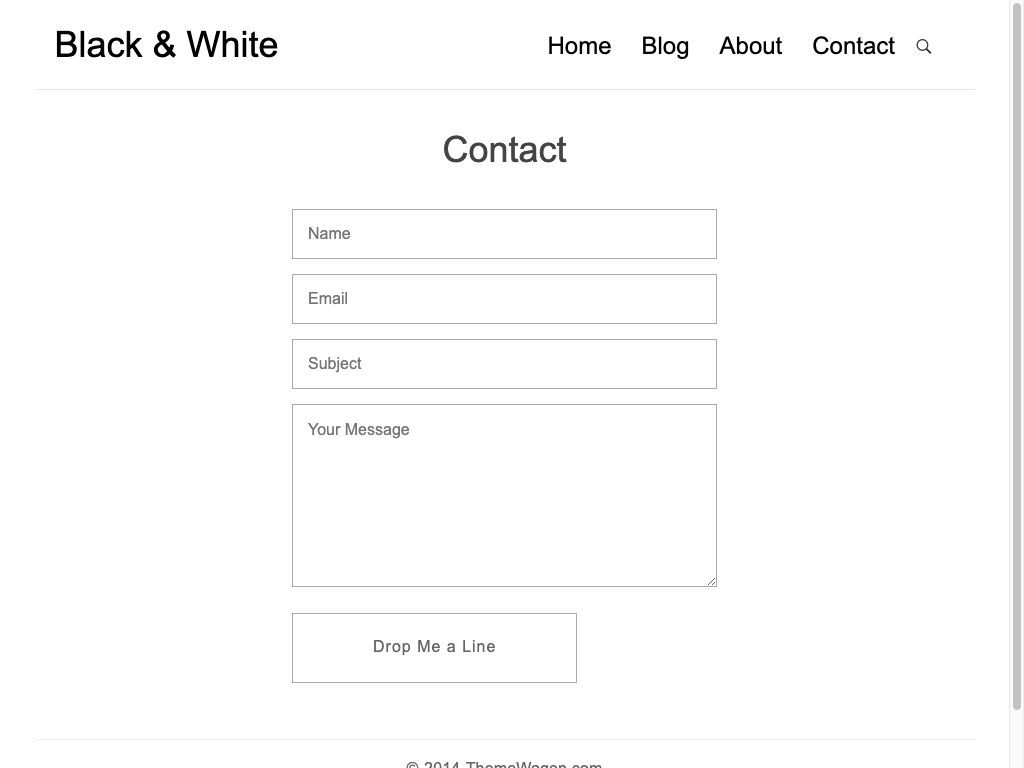 Black & White
Home Blog About Contact
Contact
Name
Email
Subject
Your Message
Drop Me a Line
© 2014 ThemeWagon.com